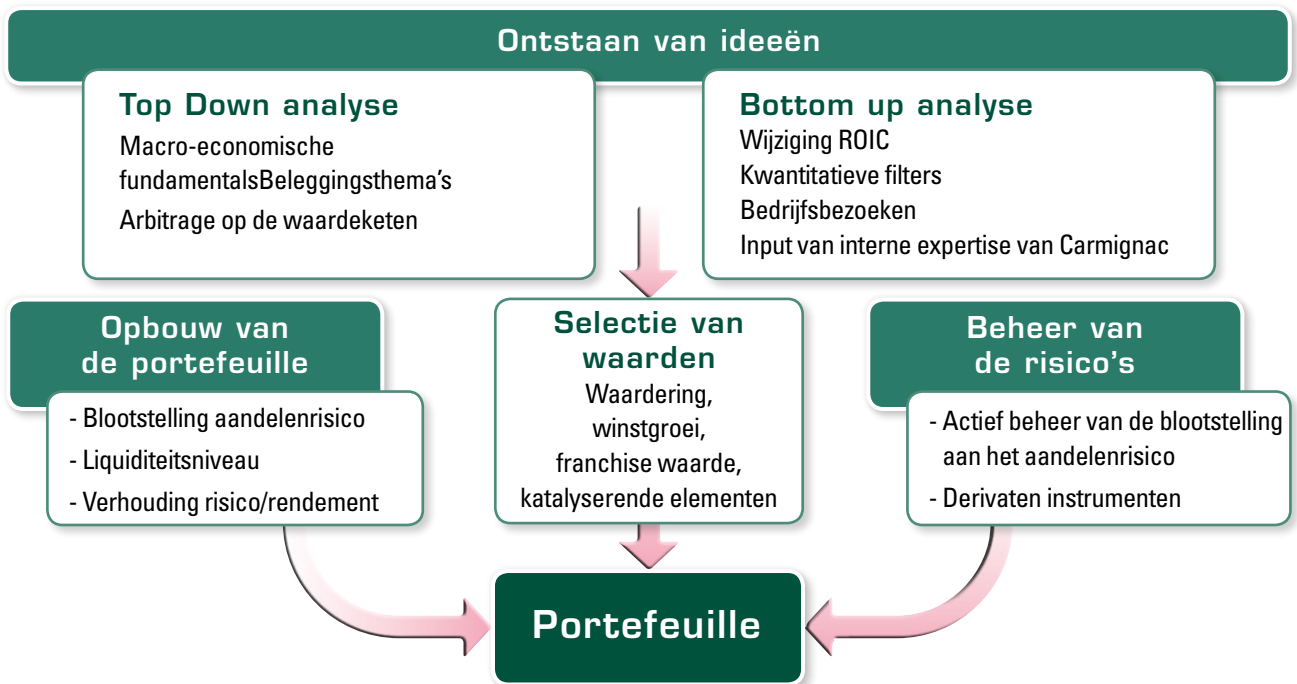 Ontstaan van ideeën
Top Down analyse
Macro-economische
fundamentalsBeleggingsthema's
Arbitrage op de waardeketen
Bottom up analyse
Wijziging ROIC
Kwantitatieve filters
Bedrijfsbezoeken
Input van interne expertise van Carmignac
Opbouw van
de portefeuille
- Blootstelling aandelenrisico
- Liquiditeitsniveau
- Verhouding risico/rendement
Selectie van
waarden
Waardering,
winstgroei,
franchise waarde,
katalyserende elementen
Beheer van
de risico's
- Actief beheer van de blootstelling
aan het aandelenrisico
- Derivaten instrumenten
Portefeuille